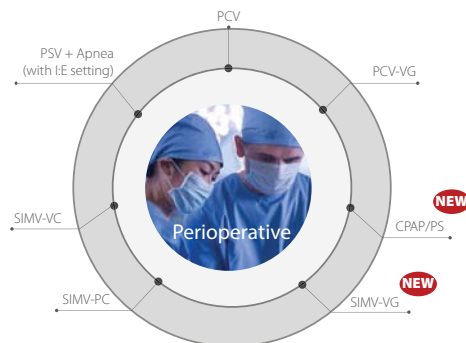 PCV
PSV + Apnea
(with I:E setting)
PCV-VG
NEW
SIMV-VC
Perioperative
CPAP/PS
NEW
SIMV-PC
SIMV-VG